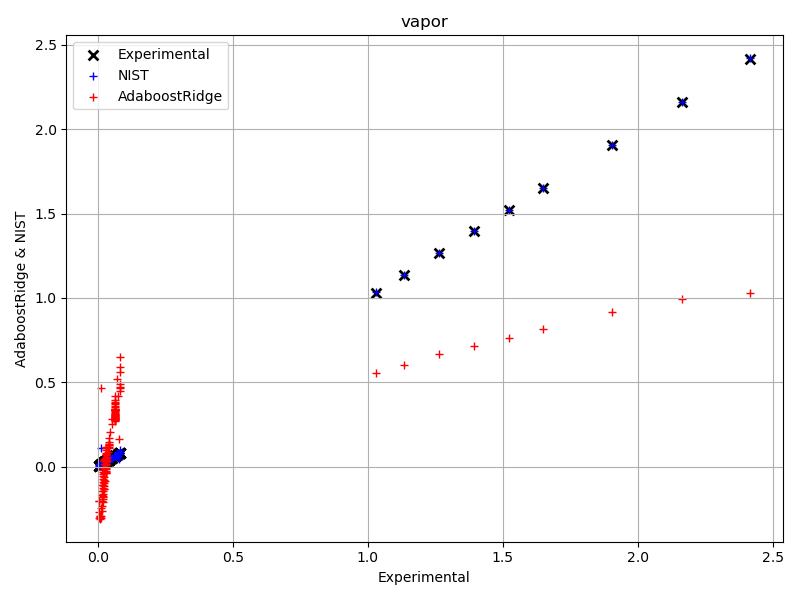 vapor
Experimental
NIST
AdaboostRidge
2.5
2.0
1.5
1.0
0.5
0.0
AdaboostRidge & NIST
0.0 0.5 1.0 1.5 2.0 2.5
Experimental